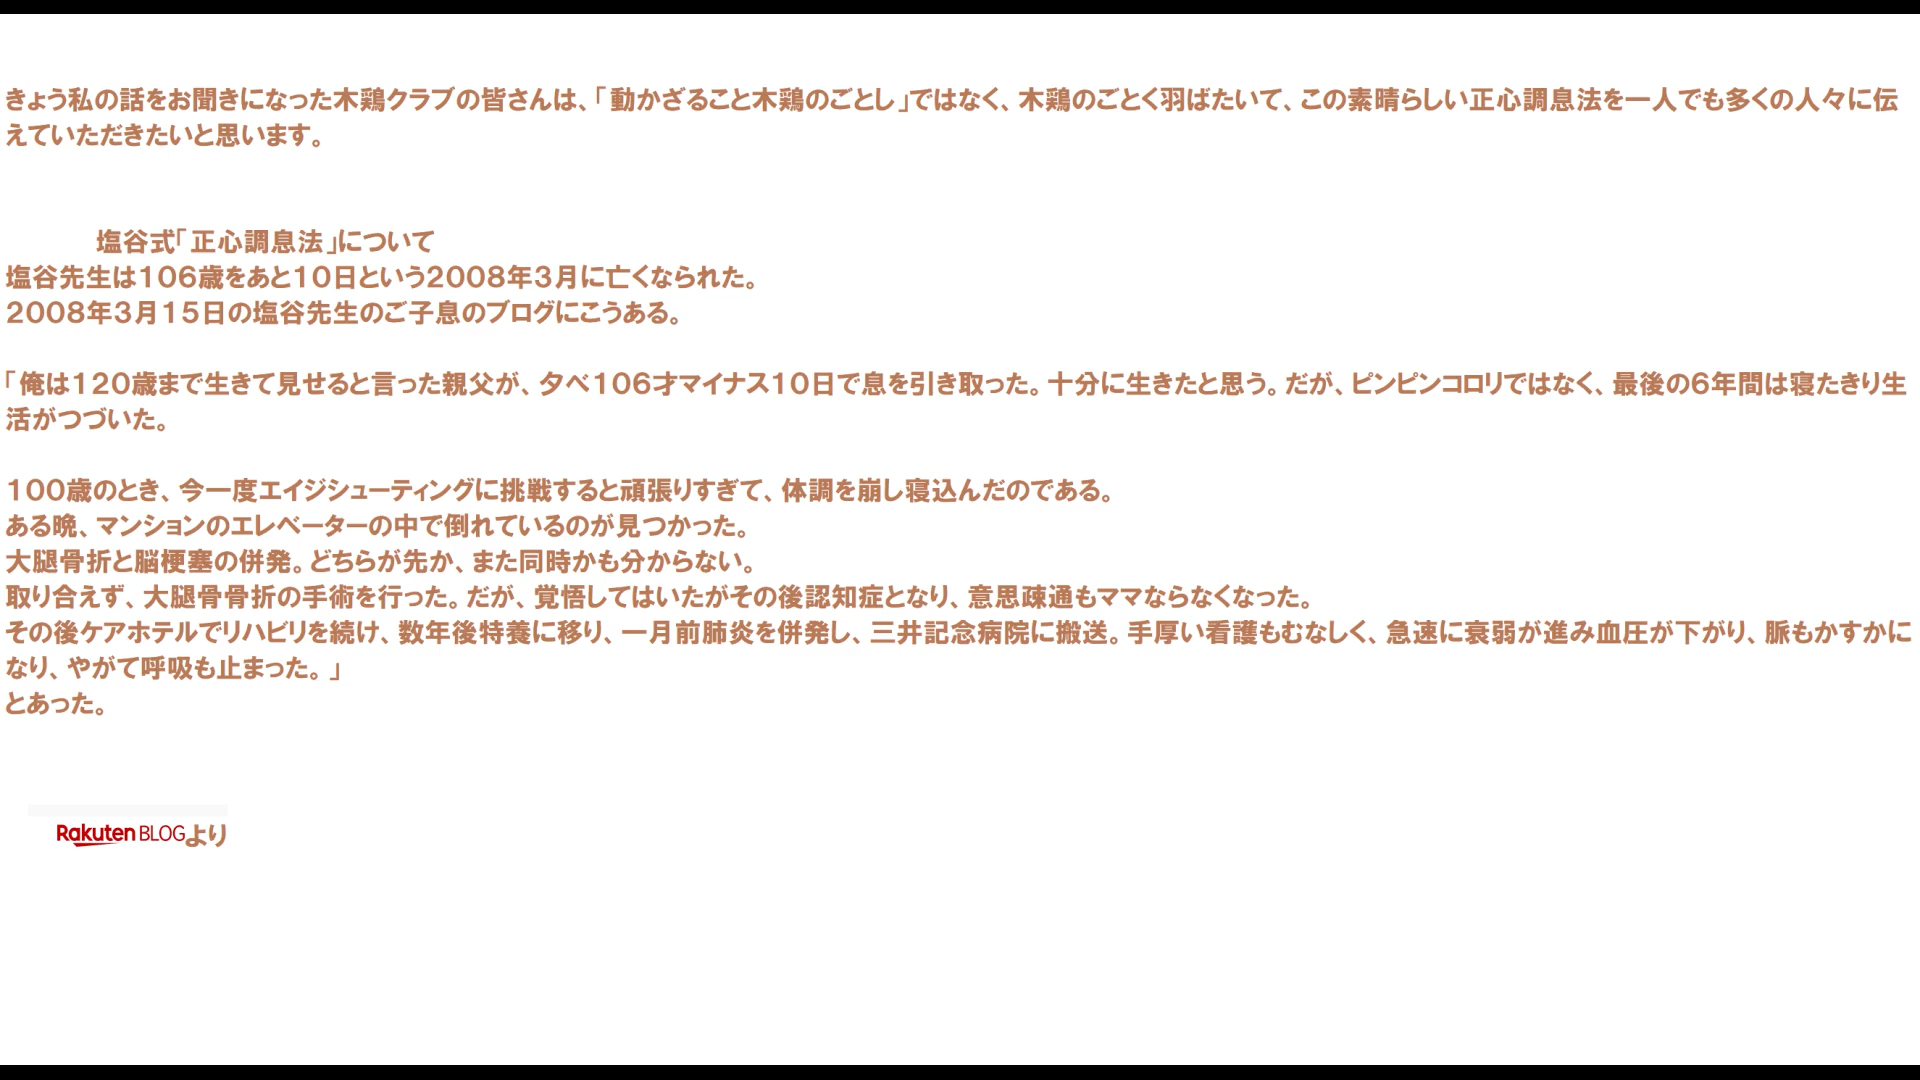 きょう私の話をお聞きになった木鶏クラブの皆さんは、「動かざること木鶏のごとし」ではなく、木鶏のごとく羽ばたいて、この素晴らしい正心調息法を一人でも多くの人々に伝
えていただきたいと思います。
塩谷式「正心調息法」について
塩谷先生は１０６歳をあと１０日という２００８年３月に亡くなられた。
２００８年３月１５日の塩谷先生のご子息のブログにこうある。
「俺は１２０歳まで生きて見せると言った親父が、夕べ１０６才マイナス１０日で息を引き取った。十分に生きたと思う。だが、ピンピンコロリではなく、最後の６年間は寝たきり生
活がつづいた。
１００歳のとき、今一度エイジシューティングに挑戦すると頑張りすぎて、体調を崩し寝込んだのである。
ある晩、マンションのエレベーターの中で倒れているのが見つかった。
大腿骨折と脳梗塞の併発。どちらが先か、また同時かも分からない。
取り合えず、大腿骨骨折の手術を行った。だが、覚悟してはいたがその後認知症となり、意思疎通もママならなくなった。
その後ケアホテルでリハビリを続け、数年後特養に移り、一月前肺炎を併発し、三井記念病院に搬送。手厚い看護もむなしく、急速に衰弱が進み血圧が下がり、脈もかすかに
なり、やがて呼吸も止まった。」
とあった。
Rakuten BLOGより